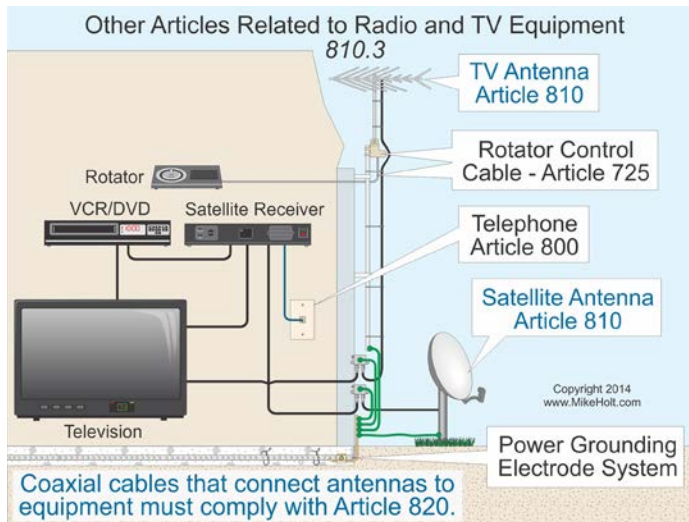 Other Articles Related to Radio and TV Equipment
810.3
TV Antenna
Article 810
Rotator Control
Cable - Article 725
Rotator
VCR/DVD
Satellite Receiver
Telephone
Article 800
Satellite Antenna
Article 810
Copyright 2014
www.MikeHolt.com
Television
Power Grounding
Electrode System
Coaxial cables that connect antennas to
equipment must comply with Article 820.